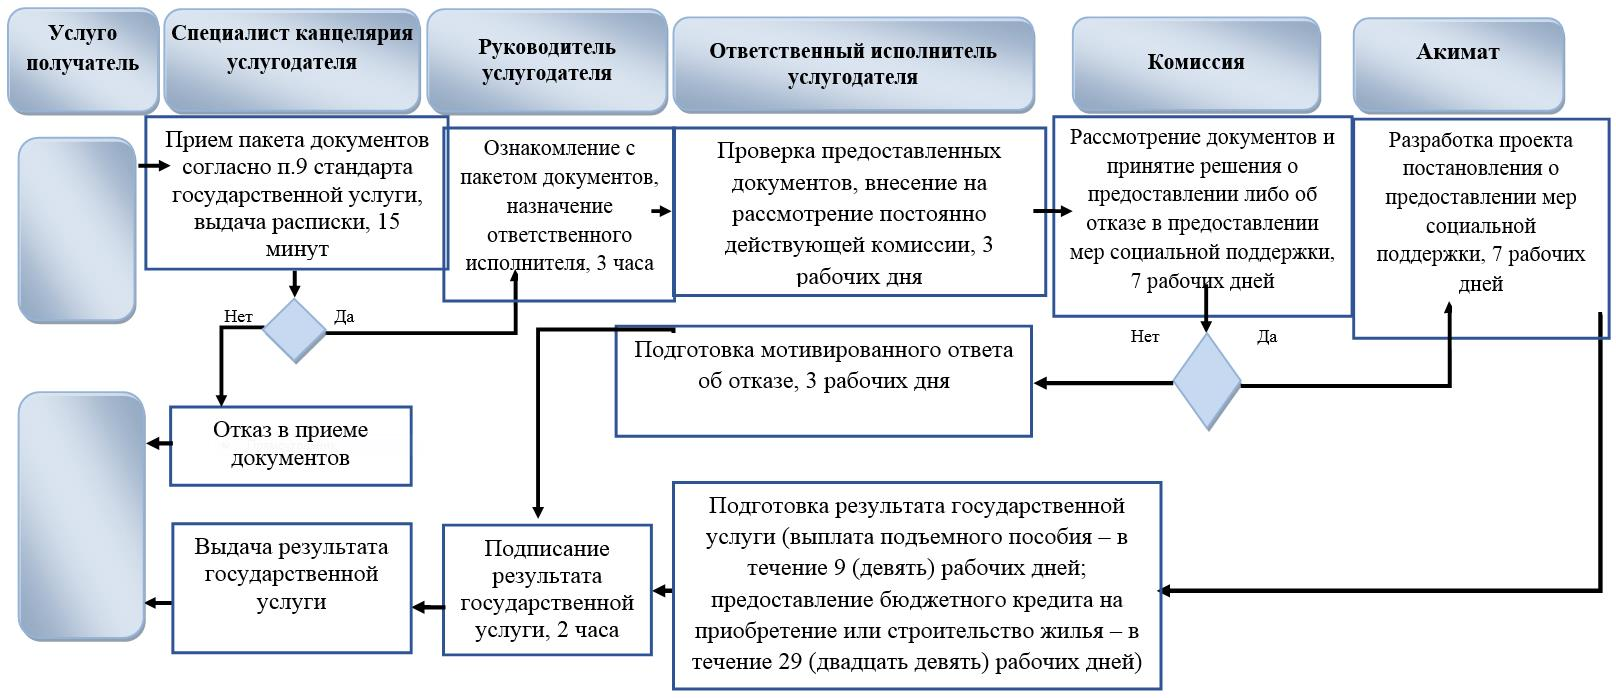 Услуго
получатель
Специалист канцелярия
услугодателя
Руководитель
услугодателя
Ответственный исполнитель
услугодателя
Комиссия
Акимат
Прием пакета документов
согласно п.9 стандарта
государственной услуги,
выдача расписки, 15
минут
Ознакомление с
пакетом документов,
назначение
ответственного
исполнителя, 3 часа
Проверка предоставленных
документов, внесение на
рассмотрение постоянно
действующей комиссии, 3
рабочих дня
Рассмотрение документов и
принятие решения о
предоставлении либо об
отказе в предоставлении
мер социальной поддержки,
7 рабочих дней
Разработка проекта
постановления о
предоставлении мер
социальной
поддержки, 7 рабочих
дней
Нет
Да
Нет
Да
Подготовка мотивированного ответа
об отказе, 3 рабочих дня
Отказ в приеме
документов
Выдача результата
государственной
услуги
Подписание
результата
государственной
услуги, 2 часа
Подготовка результата государственной
услуги (выплата подъемного пособия – в
течение 9 (девять) рабочих дней;
предоставление бюджетного кредита на
приобретение или строительство жилья – в
течение 29 (двадцать девять) рабочих дней)